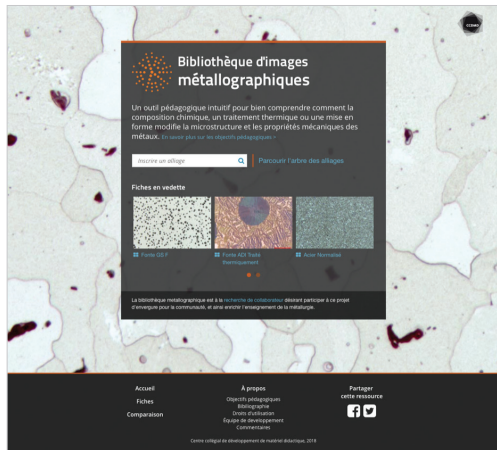 CCDMD
Bibliothèque d'images
métallographiques
Un outil pédagogique intuitif pour bien comprendre comment la
composition chimique, un traitement thermique ou une mise en
forme modifie la microstructure et les propriétés mécaniques des
métaux. En savoir plus sur les objectifs pédagogiques >
Inscrire un alliage
Parcourir l'arbre des alliages
Fiches en vedette
Fonte GS F
Fonte ADI Traité
thermiquement
Acier Normalisé
La bibliothèque métallographique est à la recherche de collaborateur désirant participer à ce projet
d'envergure pour la communauté, et ainsi enrichir l'enseignement de la métallurgie.
Accueil
Fiches
Comparaison
À propos
Objectifs pédagogiques
Bibliographie
Droits d'utilisation
Équipe de développement
Commentaires
Partager
cette ressource
Centre collégial de développement de matériel didactique, 2018